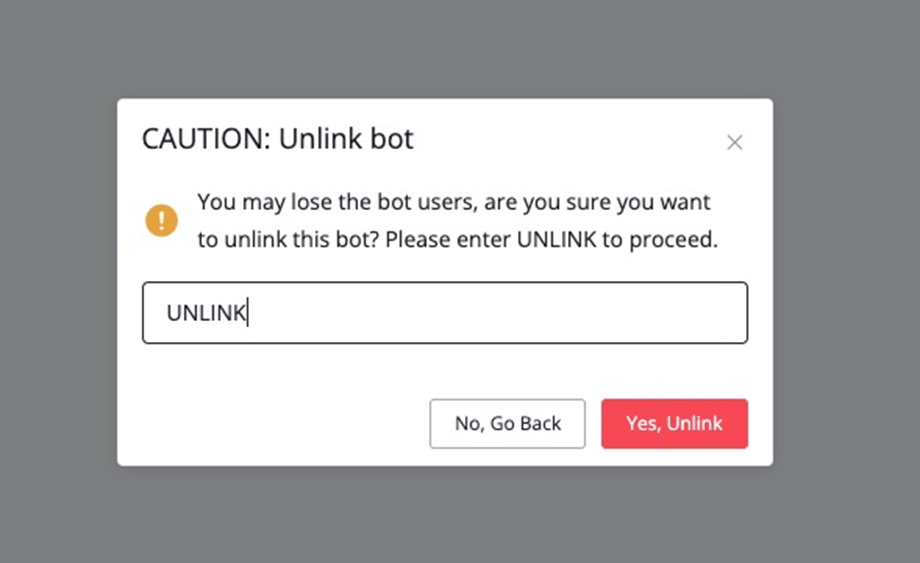 CAUTION: Unlink bot
You may lose the bot users, are you sure you want
to unlink this bot? Please enter UNLINK to proceed.
UNLINK
No, Go Back
Yes, Unlink